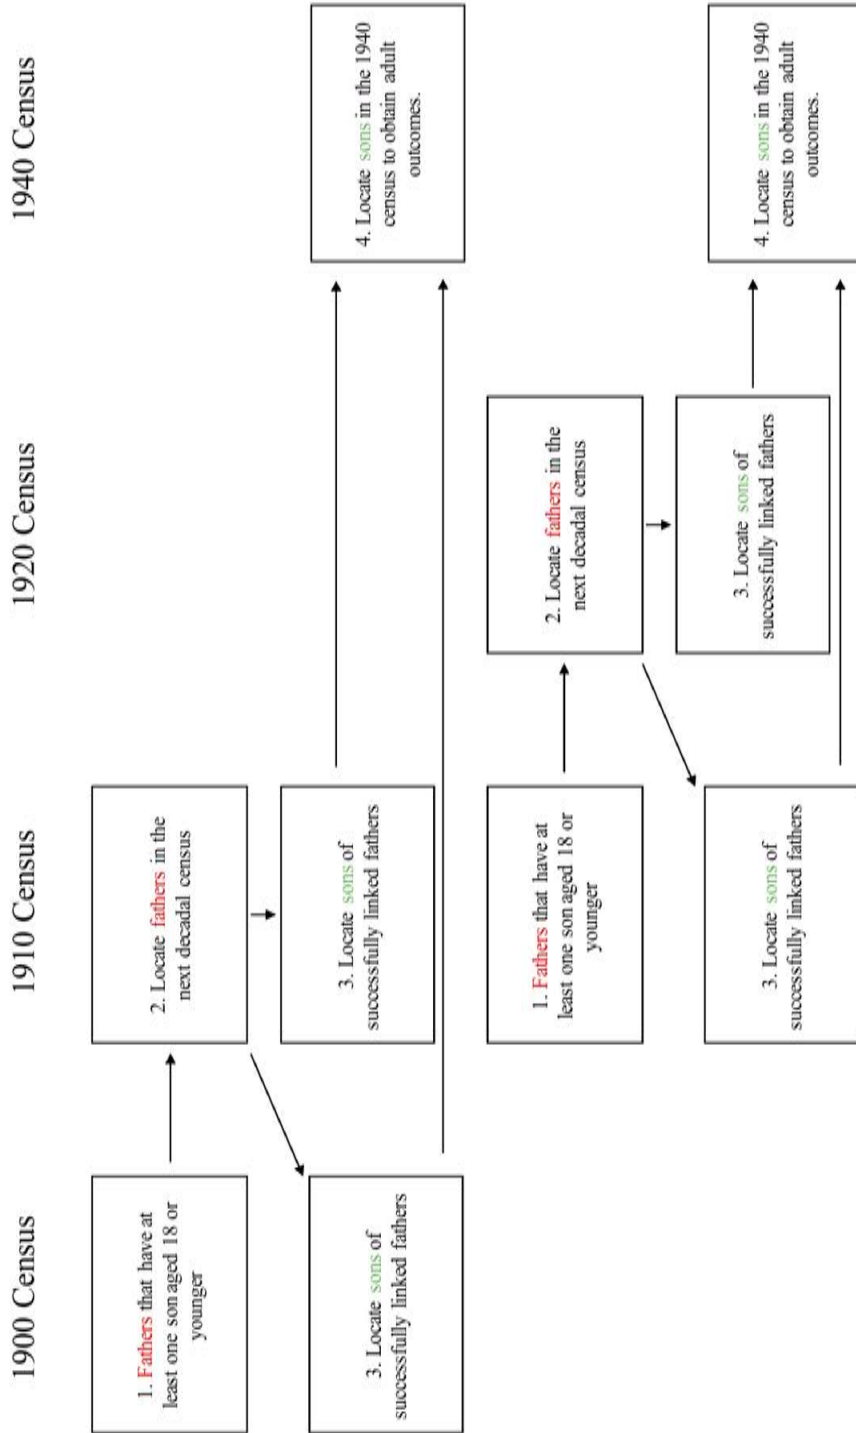 1900 Census
1910 Census
1920 Census
1940 Census
1. Fathers that have at
least one son aged 18 or
younger
2. Locate fathers in the
next decadal census
3. Locate sons of
successfully linked fathers
3. Locate sons of
successfully linked fathers
4. Locate sons in the 1940
census to obtain adult
outcomes.
1. Fathers that have at
least one son aged 18 or
younger
2. Locate fathers in the
next decadal census
3. Locate sons of
successfully linked fathers
3. Locate sons of
successfully linked fathers
4. Locate sons in the 1940
census to obtain adult
outcomes.